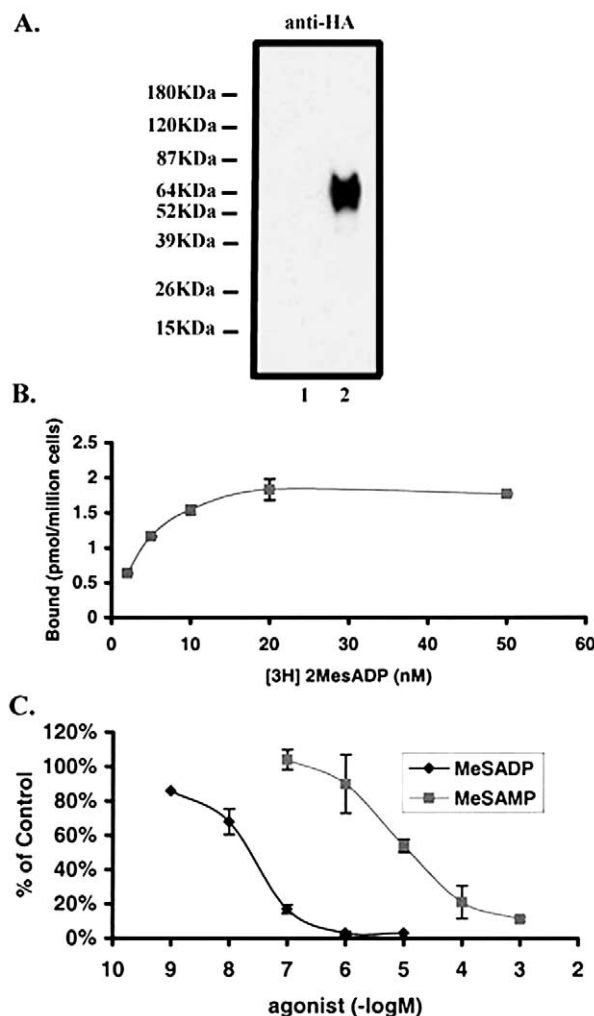 A.
anti-HA
180KDa
120KDa
87KDa
64KDa
52KDa
39KDa
26KDa
15KDa
1 2
B.
Bound (pmol/million cells)
2.5
2
1.5
1
0.5
0
0 10 20 30 40 50 60
[3H] 2MesADP (nM)
C.
% of Control
120%
100%
80%
60%
40%
20%
0%
MeSADP
MeSAMP
10 9 8 7 6 5 4 3 2
agonist (-logM)